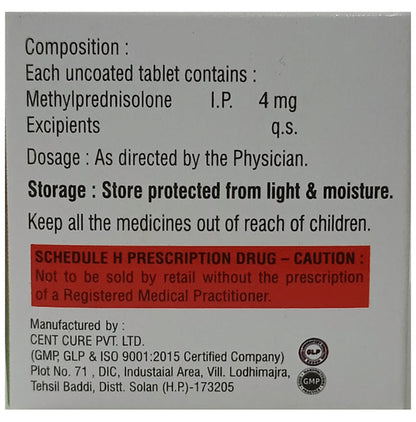 Composition :
Each uncoated tablet contains :
Methylprednisolone I.P. 4 mg
Excipients q.s.
Dosage : As directed by the Physician.
Storage : Store protected from light & moisture.
Keep all the medicines out of reach of children.
SCHEDULE H PRESCRIPTION DRUG – CAUTION :
Not to be sold by retail without the prescription
of a Registered Medical Practitioner.
Manufactured by :
CENT CURE PVT. LTD.
(GMP, GLP & ISO 9001:2015 Certified Company)
Plot No. 71 , DIC, Industaial Area, Vill. Lodhimajra,
Tehsil Baddi, Distt. Solan (H.P.)-173205
GLP
GMP